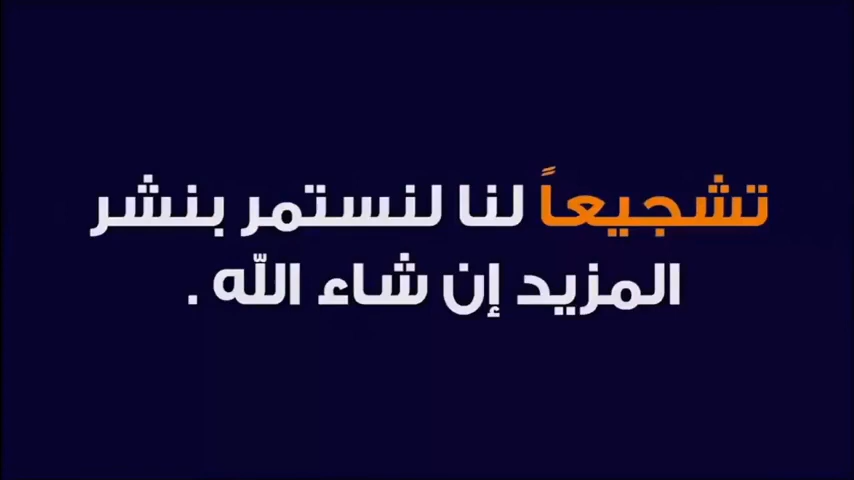 تشجيعاً لنا لنستمر بنشر
المزيد إن شاء الله .